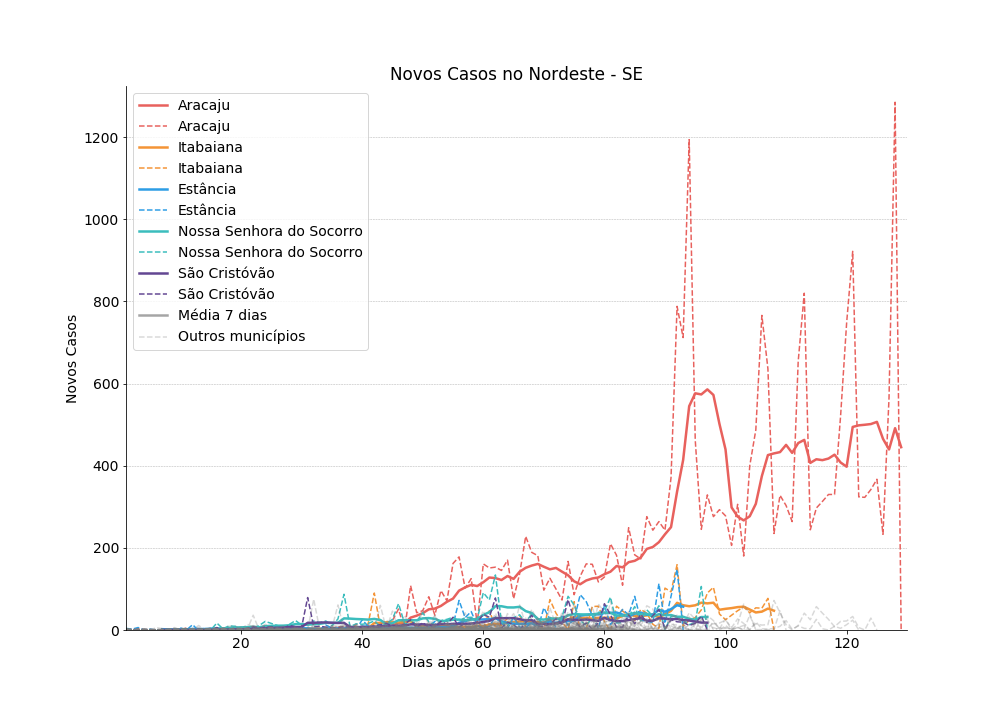 Novos Casos no Nordeste - SE
Aracaju
Aracaju
Itabaiana
Itabaiana
Estância
Estância
Nossa Senhora do Socorro
Nossa Senhora do Socorro
São Cristóvão
São Cristóvão
Média 7 dias
Outros municípios
1200
1000
800
600
400
200
0
Novos Casos
20 40 60 80 100 120
Dias após o primeiro confirmado